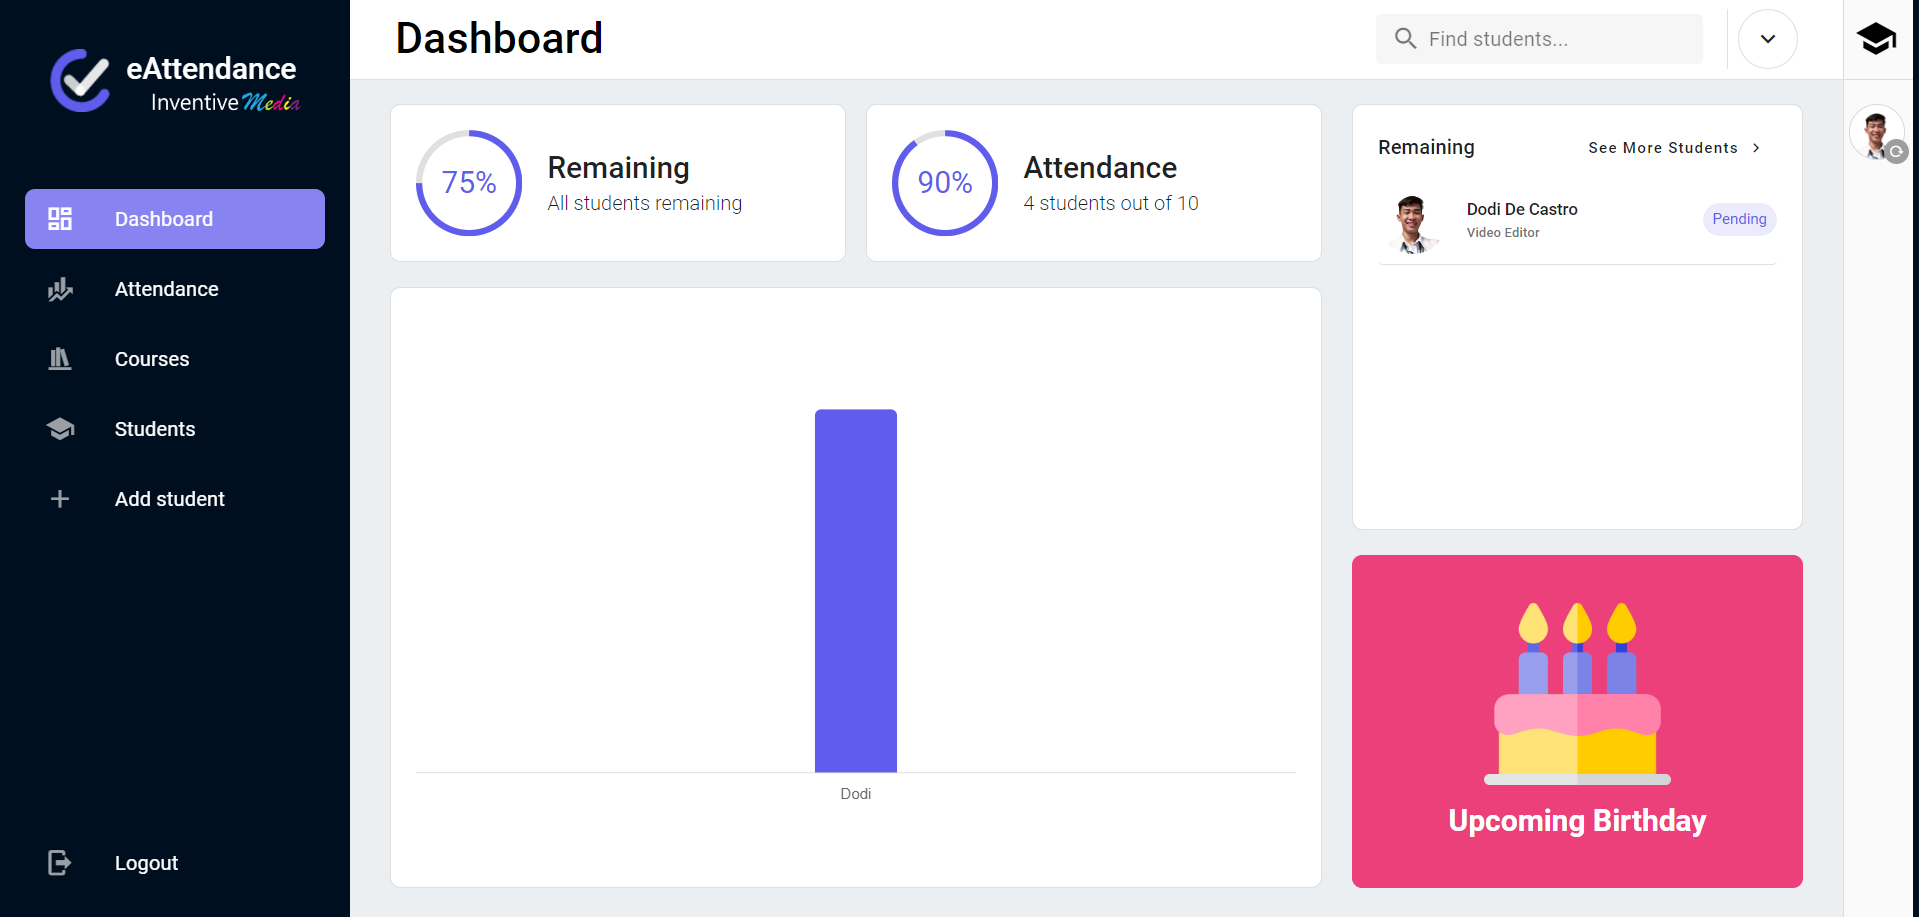 eAttendance
Inventive Media
Dashboard
Attendance
Courses
Students
Add student
Logout
Dashboard
Find students...
75%
Remaining
All students remaining
90%
Attendance
4 students out of 10
Dodi
Remaining
See More Students
Dodi De Castro
Video Editor
Pending
Upcoming Birthday